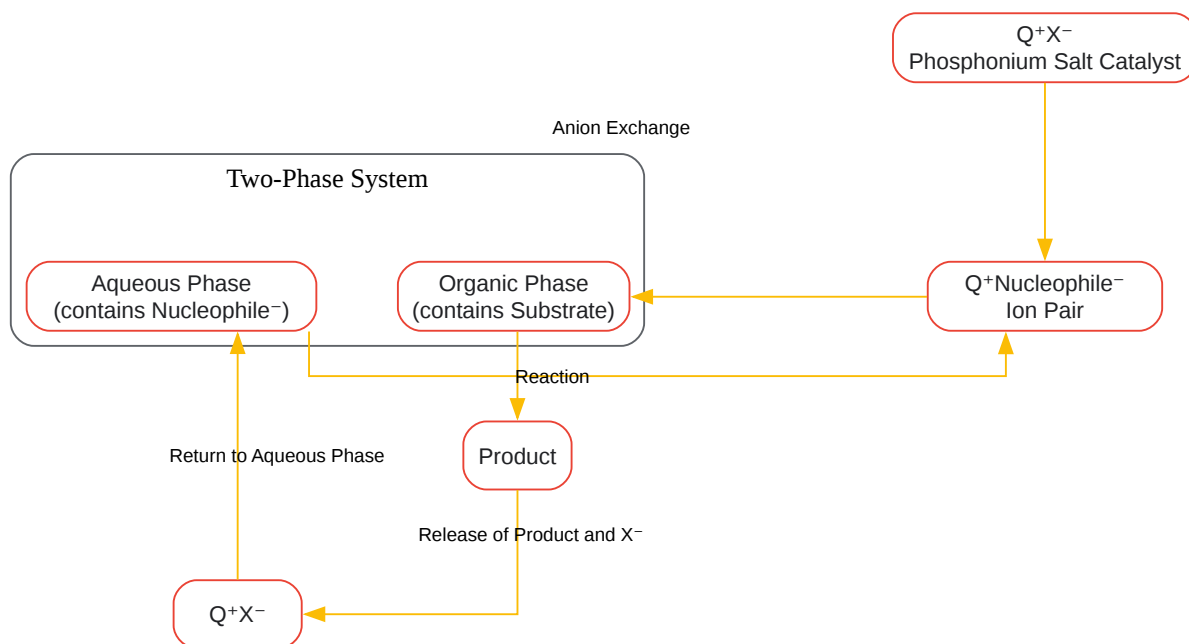 Q⁺X⁻
Phosphonium Salt Catalyst
Anion Exchange
Two-Phase System
Aqueous Phase
(contains Nucleophile⁻)
Organic Phase
(contains Substrate)
Q⁺Nucleophile⁻
Ion Pair
Reaction
Return to Aqueous Phase
Product
Release of Product and X⁻
Q⁺X⁻